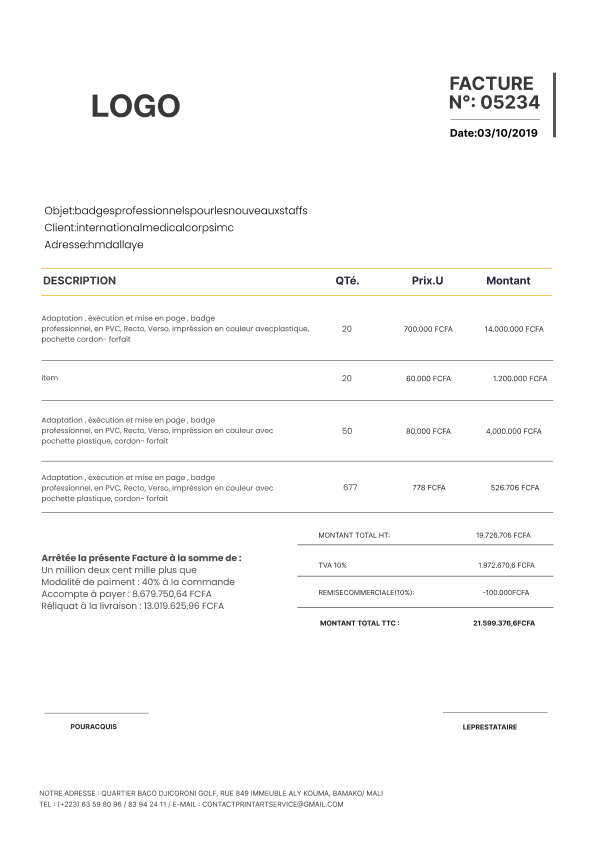 LOGO
FACTURE
N°: 05234
Date:03/10/2019
Objet:badgesprofessionnelspourlesnouveauxstaffs
Client:internationalmedicalcorpsimc
Adresse:hmdallaye
DESCRIPTION QTé. Prix.U Montant
Adaptation , éxécution et mise en page , badge
professionnel, en PVC, Recto, Verso, impréssion en couleur avecplastique, 20 700.000 FCFA 14.000.000 FCFA
pochette cordon- forfait
item 20 60.000 FCFA 1.200.000 FCFA
Adaptation , éxécution et mise en page , badge
professionnel, en PVC, Recto, Verso, impréssion en couleur avec 50 80.000 FCFA 4.000.000 FCFA
pochette plastique, cordon- forfait
Adaptation , éxécution et mise en page , badge
professionnel, en PVC, Recto, Verso, impréssion en couleur avec 677 778 FCFA 526.706 FCFA
pochette plastique, cordon- forfait
MONTANT TOTAL HT: 19.726.706 FCFA
TVA 10% 1.972.670,6 FCFA
REMISECOMMERCIALE(10%): -100.000FCFA
MONTANT TOTAL TTC : 21.599.376,6FCFA
Arrêtée la présente Facture à la somme de :
Un million deux cent mille plus que
Modalité de paiment : 40% à la commande
Accompte à payer : 8.679.750,64 FCFA
Réliquat à la livraison : 13.019.625,96 FCFA
POURACQUIS LEPRESTATAIRE
NOTRE ADRESSE : QUARTIER BACO DJICORONI GOLF, RUE 849 IMMEUBLE ALY KOUMA, BAMAKO/ MALI
TEL : (+223) 63 59 80 96 / 83 94 24 11 / E-MAIL : CONTACTPRINTARTSERVICE@GMAIL.COM